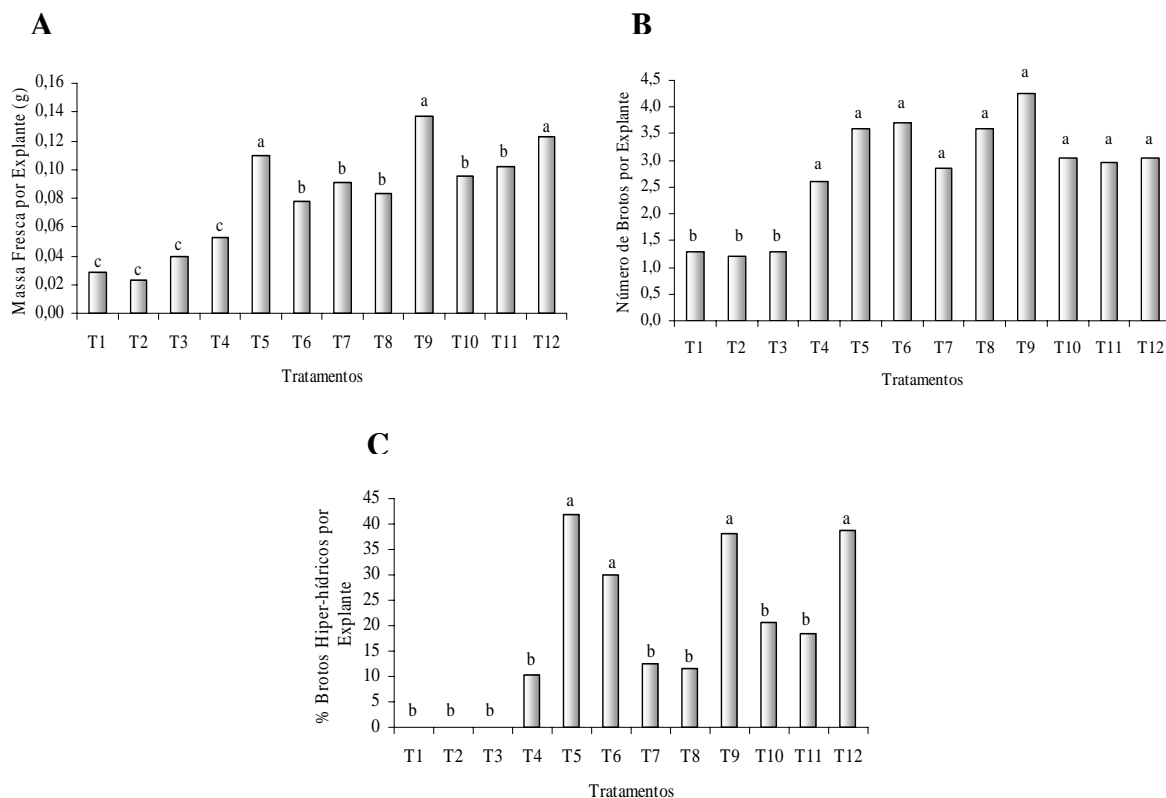 A
Massa Fresca por Explante (g)
0,16
0,14
0,12
0,10
0,08
0,06
0,04
0,02
0,00
c c c c a b b b a b b a
T1 T2 T3 T4 T5 T6 T7 T8 T9 T10 T11 T12
Tratamentos
B
Número de Brotos por Explante
4,5
4,0
3,5
3,0
2,5
2,0
1,5
1,0
0,5
0,0
b b b a a a a a a a a a
T1 T2 T3 T4 T5 T6 T7 T8 T9 T10 T11 T12
Tratamentos
C
% Brotos Hiper-hídricos por
Explante
45
40
35
30
25
20
15
10
5
0
b b b b a a b b a b b a
T1 T2 T3 T4 T5 T6 T7 T8 T9 T10 T11 T12
Tratamentos